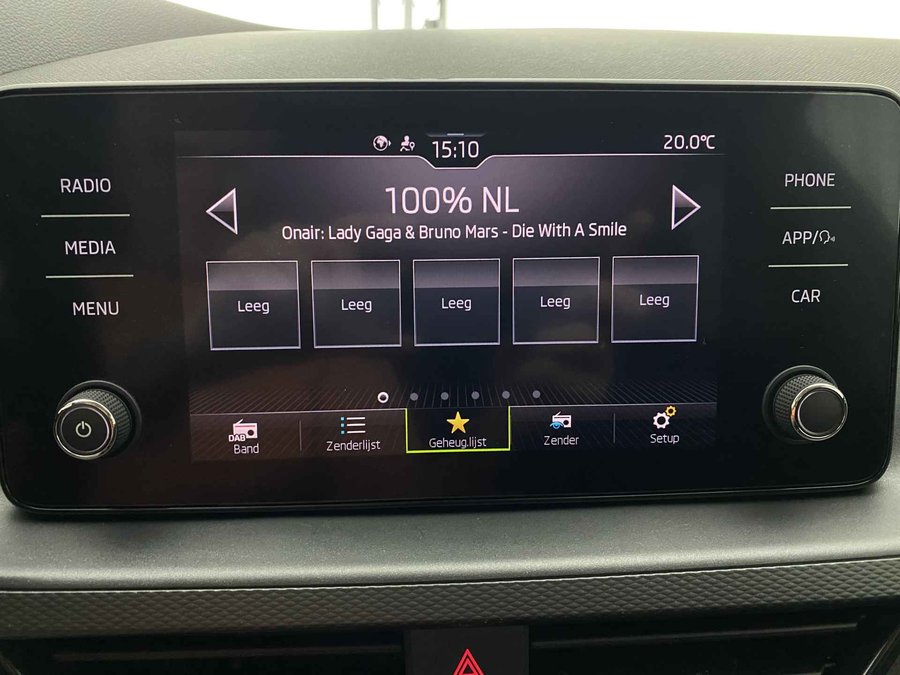 15:10
20.0°C
RADIO
MEDIA
MENU
100% NL
Onair: Lady Gaga & Bruno Mars - Die With A Smile
Leeg
Leeg
Leeg
Leeg
Leeg
DAB
Band
Zenderlijst
Geheug.lijst
Zender
Setup
PHONE
APP/
CAR